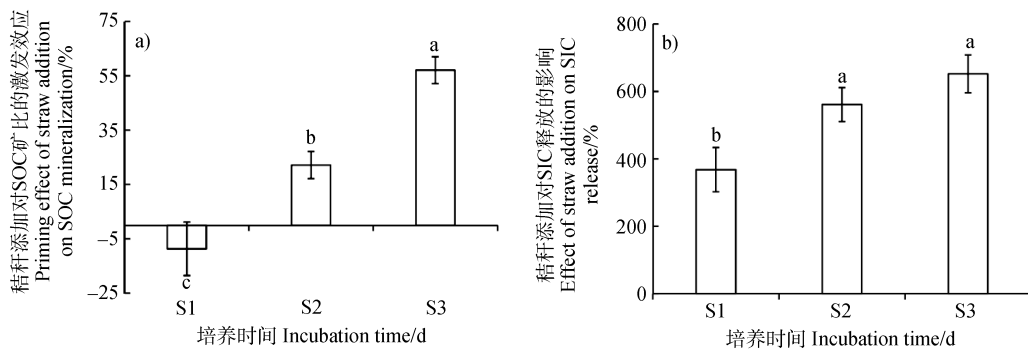 秸秆添加对SOC矿比的激发效应
Priming effect of straw addition
on SOC mineralization/%
75
55
35
15
–5
–25
a)
c
b
a
S1
S2
S3
培养时间 Incubation time/d
秸秆添加对SIC释放的影响
Effect of straw addition on SIC
release/%
800
600
400
200
0
b)
b
a
a
S1
S2
S3
培养时间 Incubation time/d